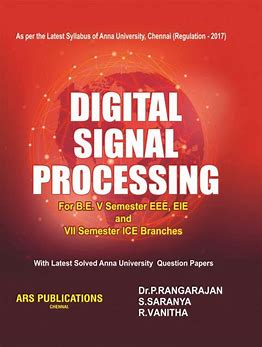 As per the Latest Syllabus of Anna University, Chennai (Regulation - 2017)
DIGITAL
SIGNAL
PROCESSING
For B.E. V Semester EEE, EIE
and
VII Semester ICE Branches
With Latest Solved Anna University Question Papers
Dr.P.RANGARAJAN
ARS PUBLICATIONS
S.SARANYA
CHENNAI
R.VANITHA